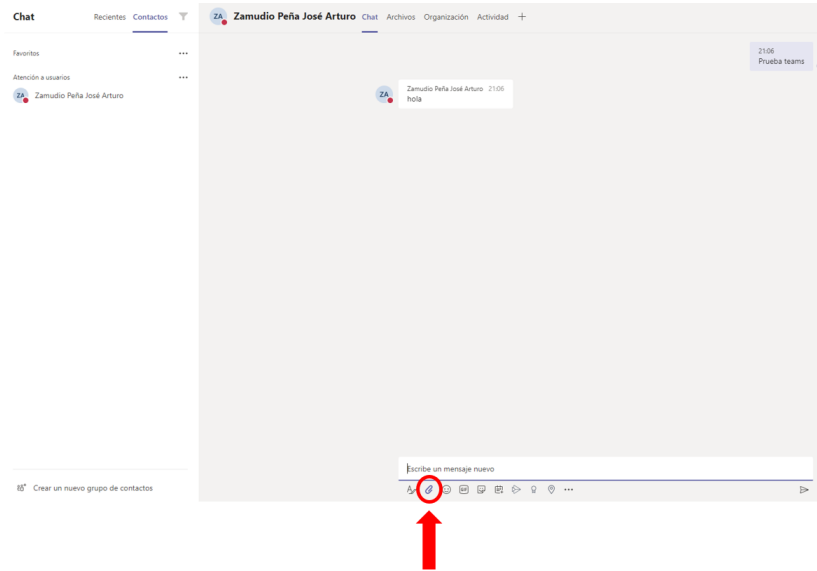 Chat Recientes Contactos
Favoritos
Atención a usuarios
ZA Zamudio Peña José Arturo
Crear un nuevo grupo de contactos
ZA Zamudio Peña José Arturo Chat Archivos Organización Actividad +
21:06
Prueba teams
ZA Zamudio Peña José Arturo 21:06
hola
Escribe un mensaje nuevo
GIF